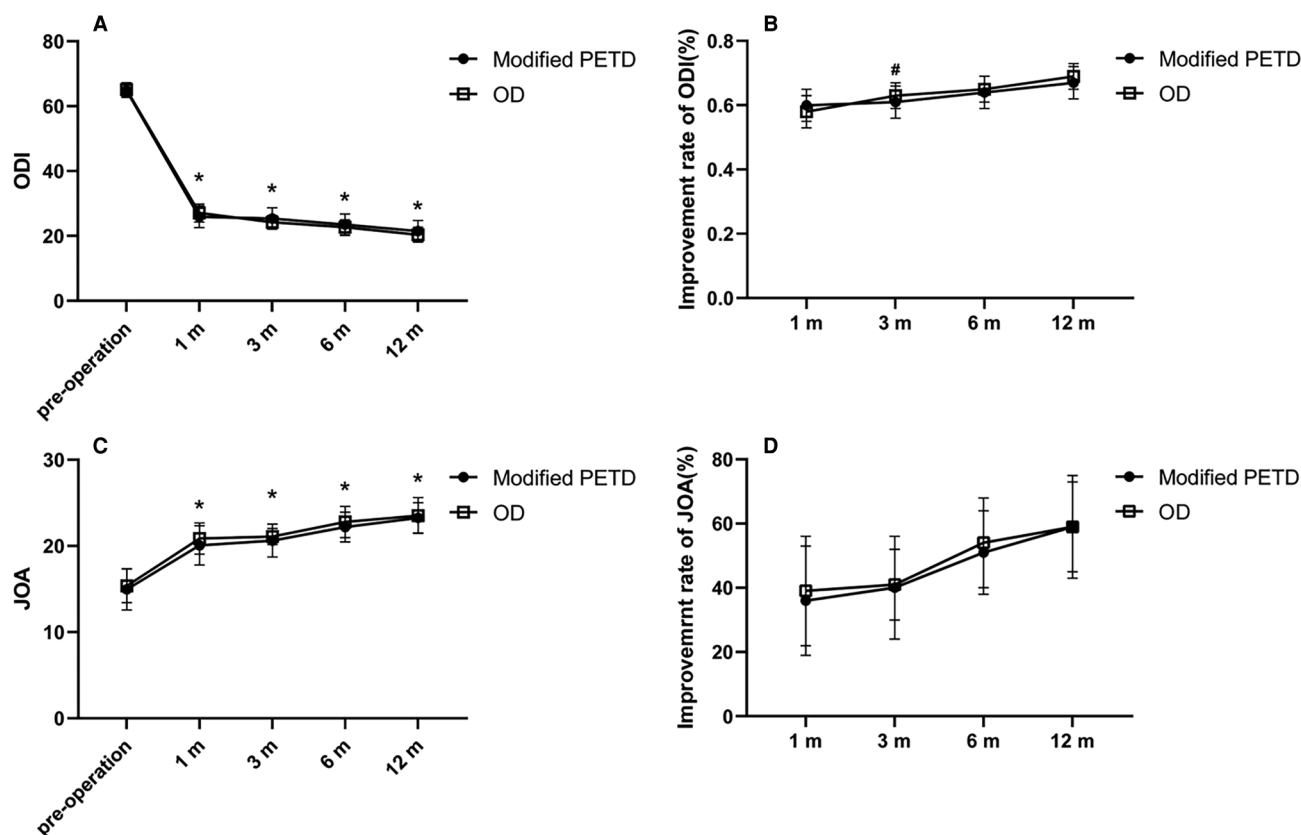 A
80
60
40
20
0
ODI
*
*
*
*
pre-operation
1 m
3 m
6 m
12 m
Modified PETD
OD
B
0.8
0.6
0.4
0.2
0.0
Improvement rate of ODI(%)
#
1 m
3 m
6 m
12 m
Modified PETD
OD
C
30
20
10
0
JOA
*
*
*
*
pre-operation
1 m
3 m
6 m
12 m
Modified PETD
OD
D
80
60
40
20
0
Improvemrnt rate of JOA(%)
1 m
3 m
6 m
12 m
Modified PETD
OD